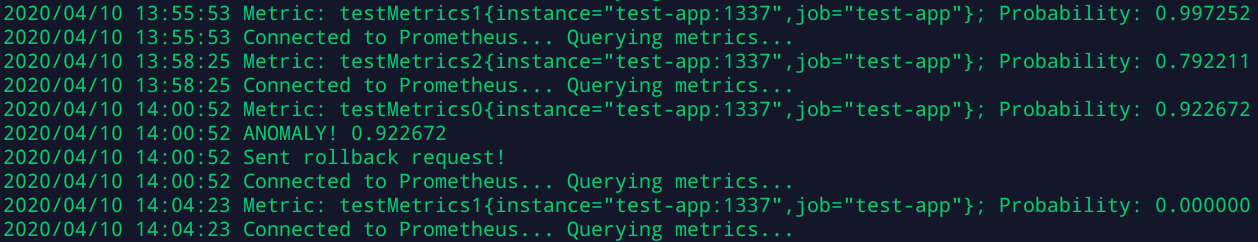 2020/04/10 13:55:53 Metric: testMetrics1{instance="test-app:1337",job="test-app"}; Probability: 0.997252
2020/04/10 13:55:53 Connected to Prometheus... Querying metrics...
2020/04/10 13:58:25 Metric: testMetrics2{instance="test-app:1337",job="test-app"}; Probability: 0.792211
2020/04/10 13:58:25 Connected to Prometheus... Querying metrics...
2020/04/10 14:00:52 Metric: testMetrics0{instance="test-app:1337",job="test-app"}; Probability: 0.922672
2020/04/10 14:00:52 ANOMALY! 0.922672
2020/04/10 14:00:52 Sent rollback request!
2020/04/10 14:00:52 Connected to Prometheus... Querying metrics...
2020/04/10 14:04:23 Metric: testMetrics1{instance="test-app:1337",job="test-app"}; Probability: 0.000000
2020/04/10 14:04:23 Connected to Prometheus... Querying metrics...